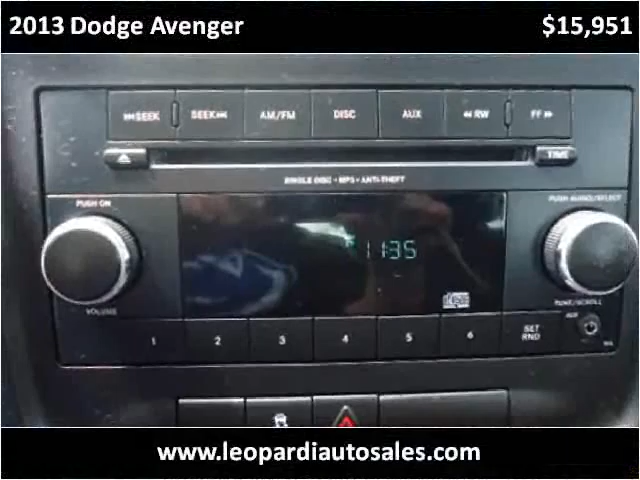 2013 Dodge Avenger $15,951
SEEK SEEK AM/FM DISC AUX RW FF
TIME
SINGLE DISC • MP3 • ANTI-THEFT
PUSH ON PUSH AUDIO/SELECT
1135
VOLUME TUNE/SCROLL
1 2 3 4 5 6 SET RND AUX
www.leopardiautosales.com